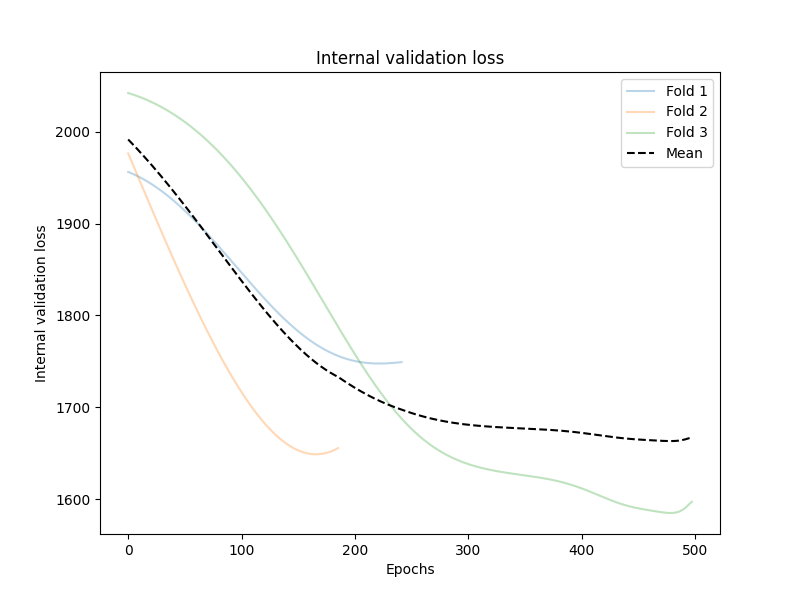 Internal validation loss
Fold 1
Fold 2
Fold 3
Mean
Internal validation loss
2000
1900
1800
1700
1600
0 100 200 300 400 500
Epochs